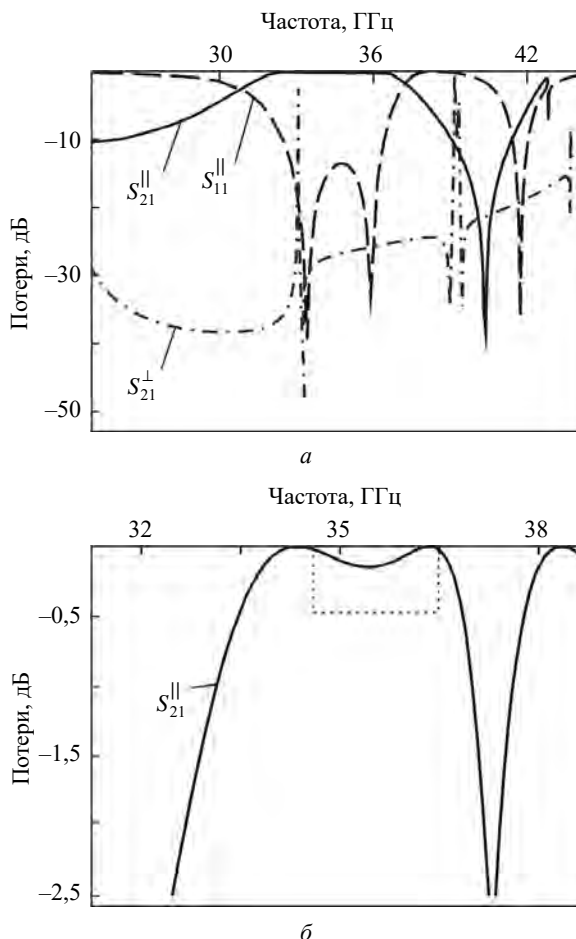 Частота, ГГц
30 36 42
−10
S21|| S11||
Потери, дБ
−30
S21⊥
−50
а
Частота, ГГц
32 35 38
−0,5
S21||
Потери, дБ
−1,5
−2,5
б